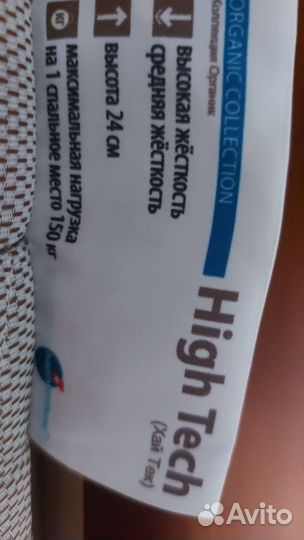 ORGANIC COLLECTION
Коллекция Органик
High Tech
(Хай Тек)
высокая жёсткость
средняя жёсткость
высота 24 см
кг
максимальная нагрузка
на 1 спальное место 150 кг
Avito